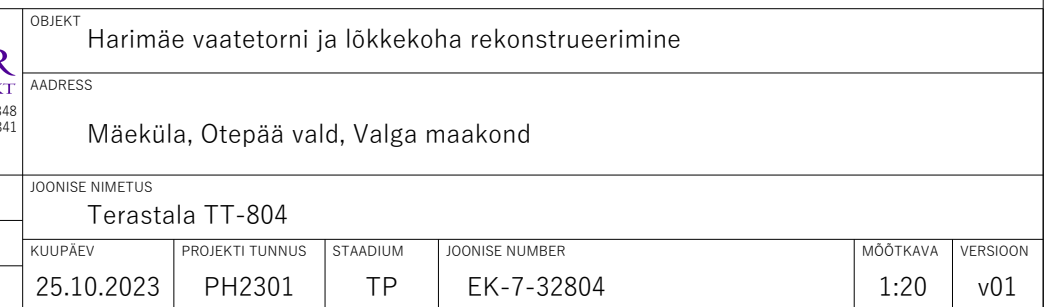 OBJEKT
Harimäe vaatetorni ja lõkkekoha rekonstrueerimine
AADRESS
Mäeküla, Otepää vald, Valga maakond
JOONISE NIMETUS
Terastala TT-804
KUUPÄEV PROJEKTI TUNNUS STAADIUM JOONISE NUMBER MÕÕTKAVA VERSIOON
25.10.2023 PH2301 TP EK-7-32804 1:20 v01